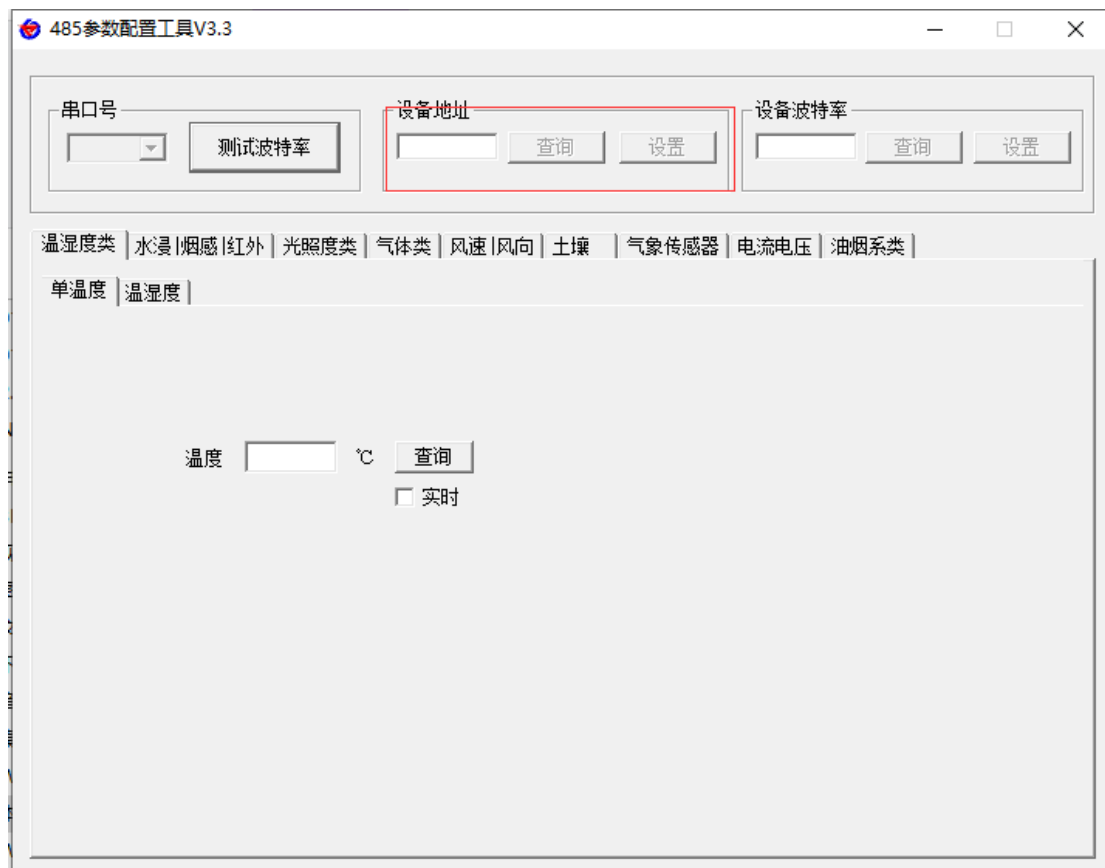 485参数配置工具V3.3
串口号 设备地址 设备波特率
测试波特率 查询 设置 查询 设置
温湿度类 水浸|烟感|红外 光照度类 气体类 风速|风向 土壤 气象传感器 电流电压 油烟系类
单温度 温湿度
温度 ℃ 查询
实时